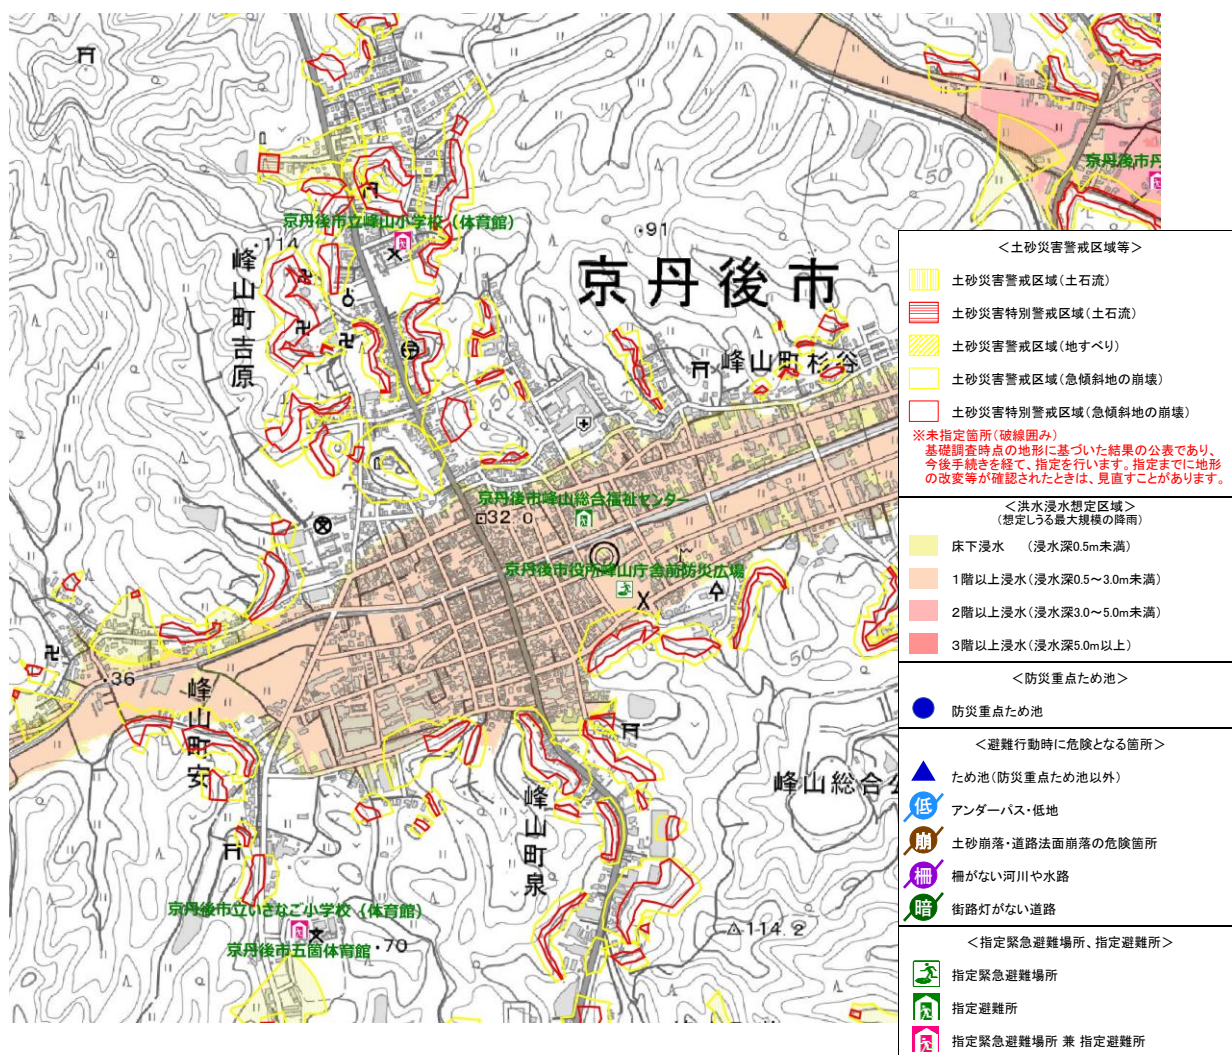 京丹後市丹
京丹後市立峰山小学校（体育館）
・114
峰山町吉原
50
・91
京丹後市
峰山町杉谷
50
京丹後市峰山総合福祉センター
32.0
京丹後市役所峰山庁舎前防災広場
・36
50
峰山町安
峰山総合公
峰山町泉
京丹後市立いさなご小学校（体育館）
京丹後市五箇体育館
・70
114.2
＜土砂災害警戒区域等＞
土砂災害警戒区域（土石流）
土砂災害特別警戒区域（土石流）
土砂災害警戒区域（地すべり）
土砂災害警戒区域（急傾斜地の崩壊）
土砂災害特別警戒区域（急傾斜地の崩壊）
※未指定箇所（破線囲み）
基礎調査時点の地形に基づいた結果の公表であり、
今後手続きを経て、指定を行います。指定までに地形
の改変等が確認されたときは、見直すことがあります。
＜洪水浸水想定区域＞
（想定しうる最大規模の降雨）
床下浸水　（浸水深0.5m未満）
1階以上浸水（浸水深0.5～3.0m未満）
2階以上浸水（浸水深3.0～5.0m未満）
3階以上浸水（浸水深5.0m以上）
＜防災重点ため池＞
防災重点ため池
＜避難行動時に危険となる箇所＞
ため池（防災重点ため池以外）
低 アンダーパス・低地
崩 土砂崩落・道路法面崩落の危険箇所
柵 柵がない河川や水路
暗 街路灯がない道路
＜指定緊急避難場所、指定避難所＞
指定緊急避難場所
指定避難所
指定緊急避難場所 兼 指定避難所